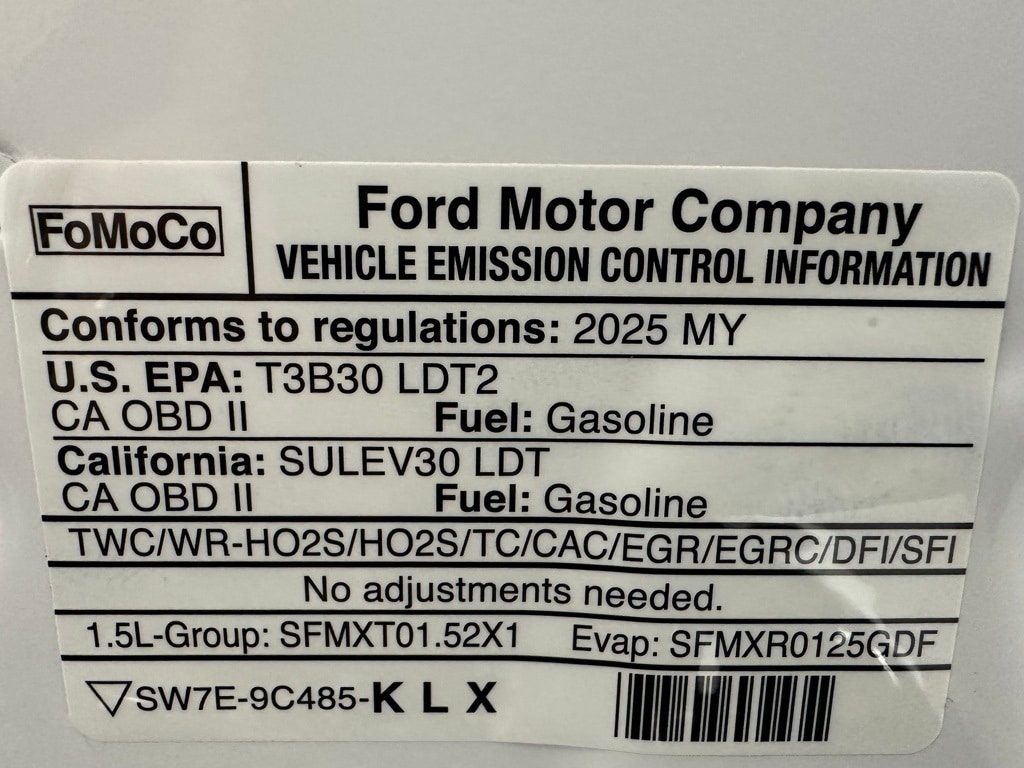 FoMoCo
Ford Motor Company
VEHICLE EMISSION CONTROL INFORMATION
Conforms to regulations: 2025 MY
U.S. EPA: T3B30 LDT2
CA OBD II Fuel: Gasoline
California: SULEV30 LDT
CA OBD II Fuel: Gasoline
TWC/WR-HO2S/HO2S/TC/CAC/EGR/EGRC/DFI/SFI
No adjustments needed.
1.5L-Group: SFMXT01.52X1 Evap: SFMXR0125GDF
SW7E-9C485-K L X